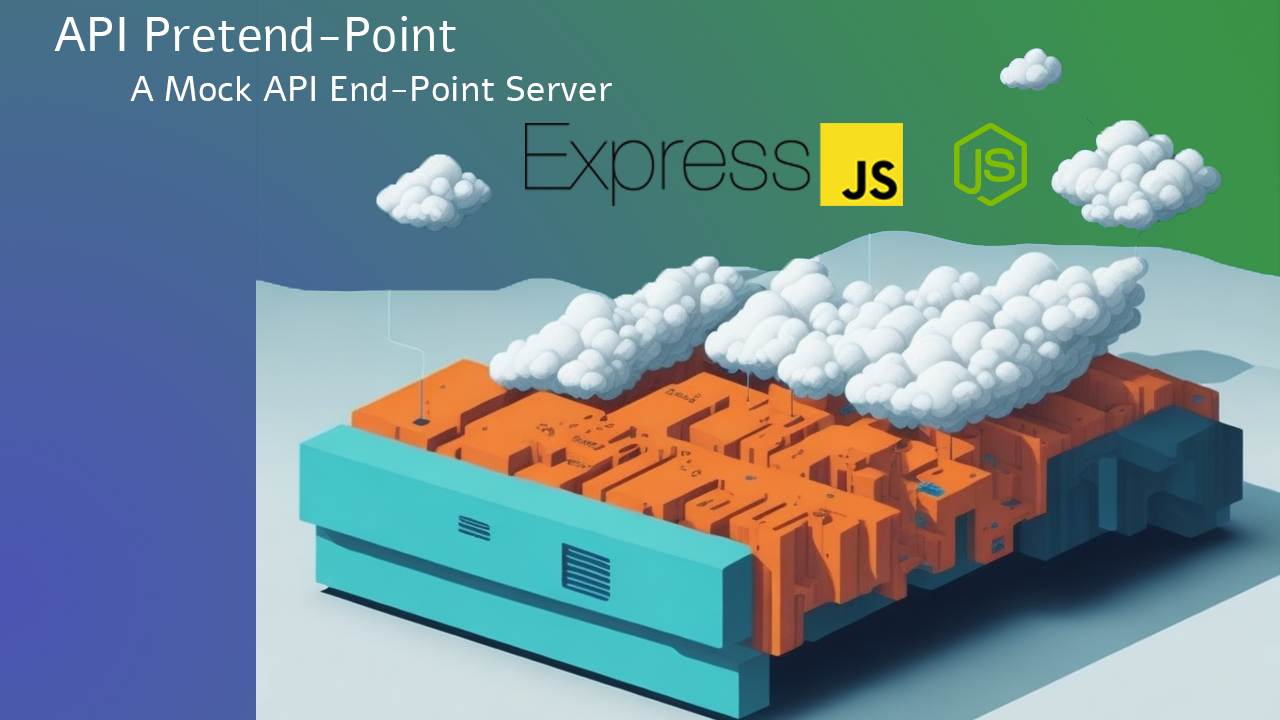 API Pretend-Point
A Mock API End-Point Server
Express JS
JS